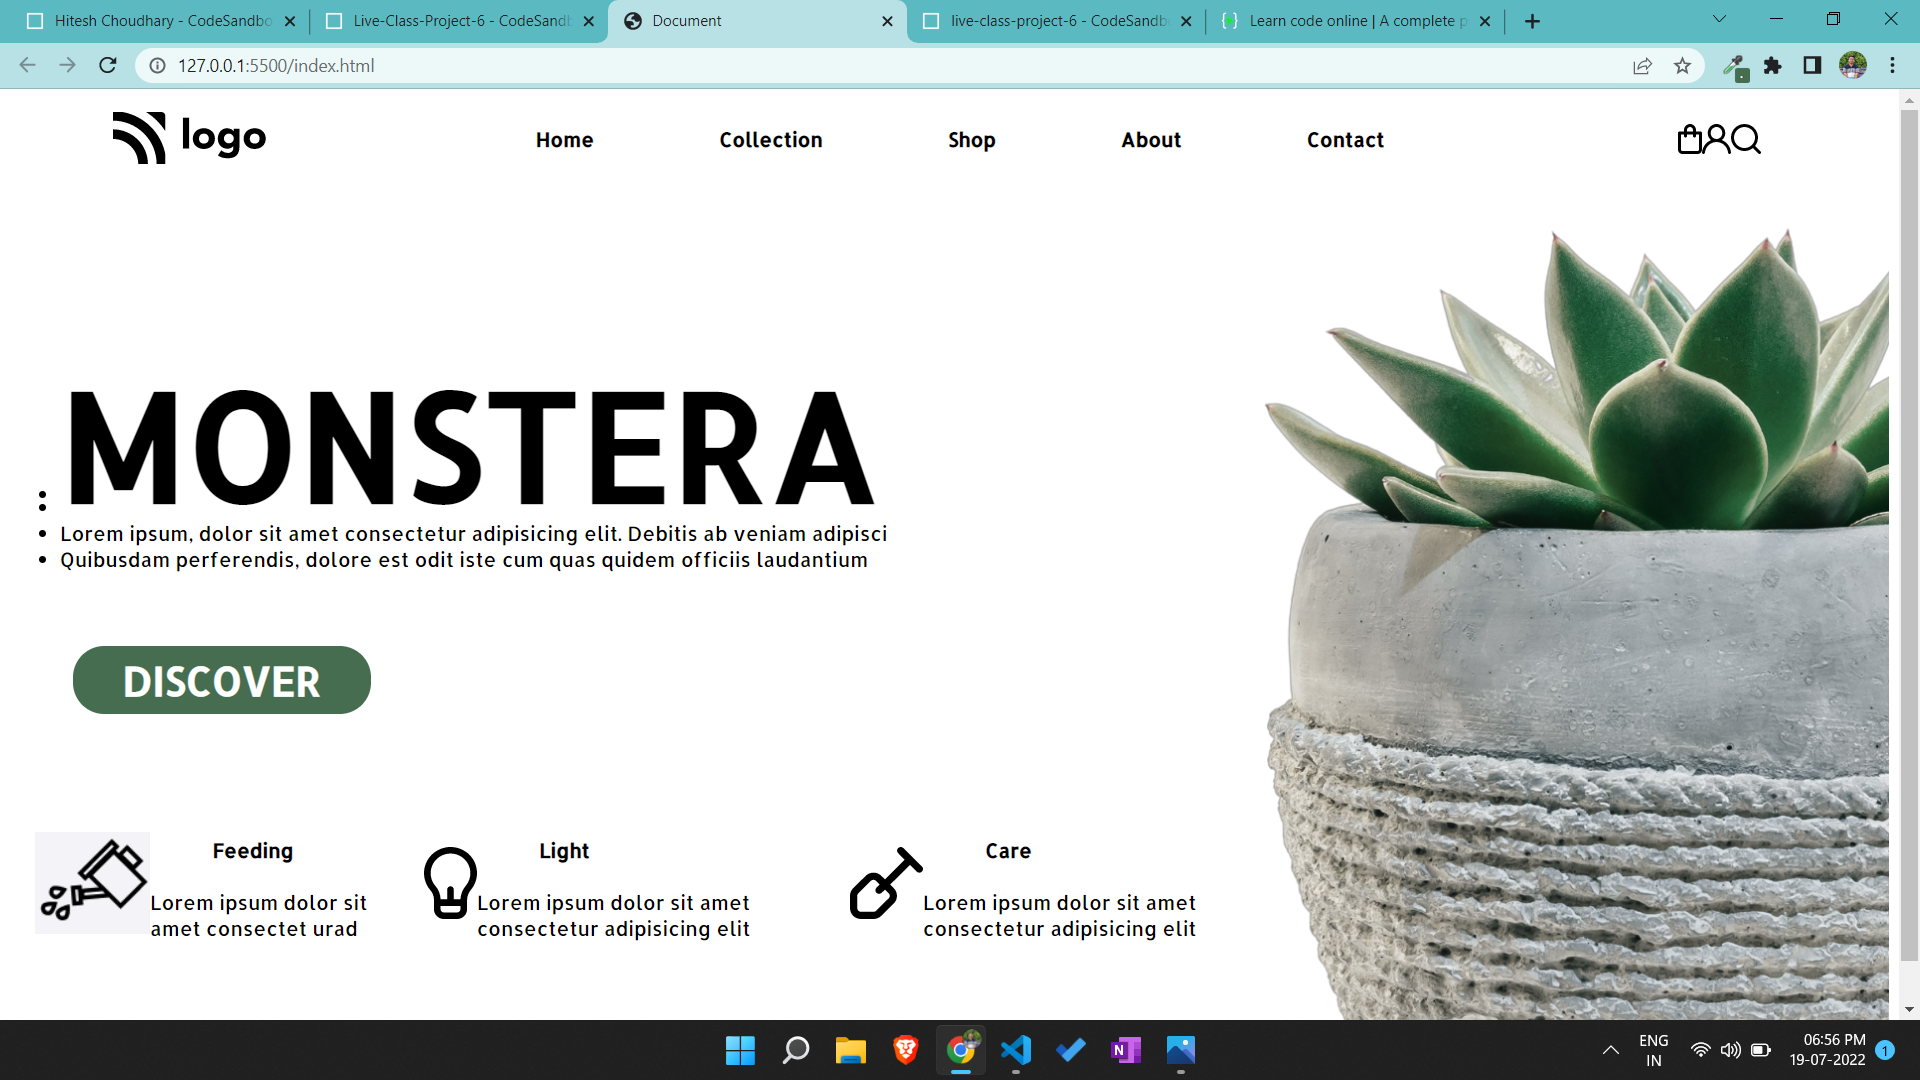 Hitesh Choudhary - CodeSandbo
Live-Class-Project-6 - CodeSandb
Document
live-class-project-6 - CodeSandb
Learn code online | A complete p
127.0.0.1:5500/index.html
logo
Home
Collection
Shop
About
Contact
MONSTERA
Lorem ipsum, dolor sit amet consectetur adipisicing elit. Debitis ab veniam adipisci
Quibusdam perferendis, dolore est odit iste cum quas quidem officiis laudantium
DISCOVER
Feeding
Lorem ipsum dolor sit
amet consectet urad
Light
Lorem ipsum dolor sit amet
consectetur adipisicing elit
Care
Lorem ipsum dolor sit amet
consectetur adipisicing elit
N
ENG
IN
06:56 PM
19-07-2022
1